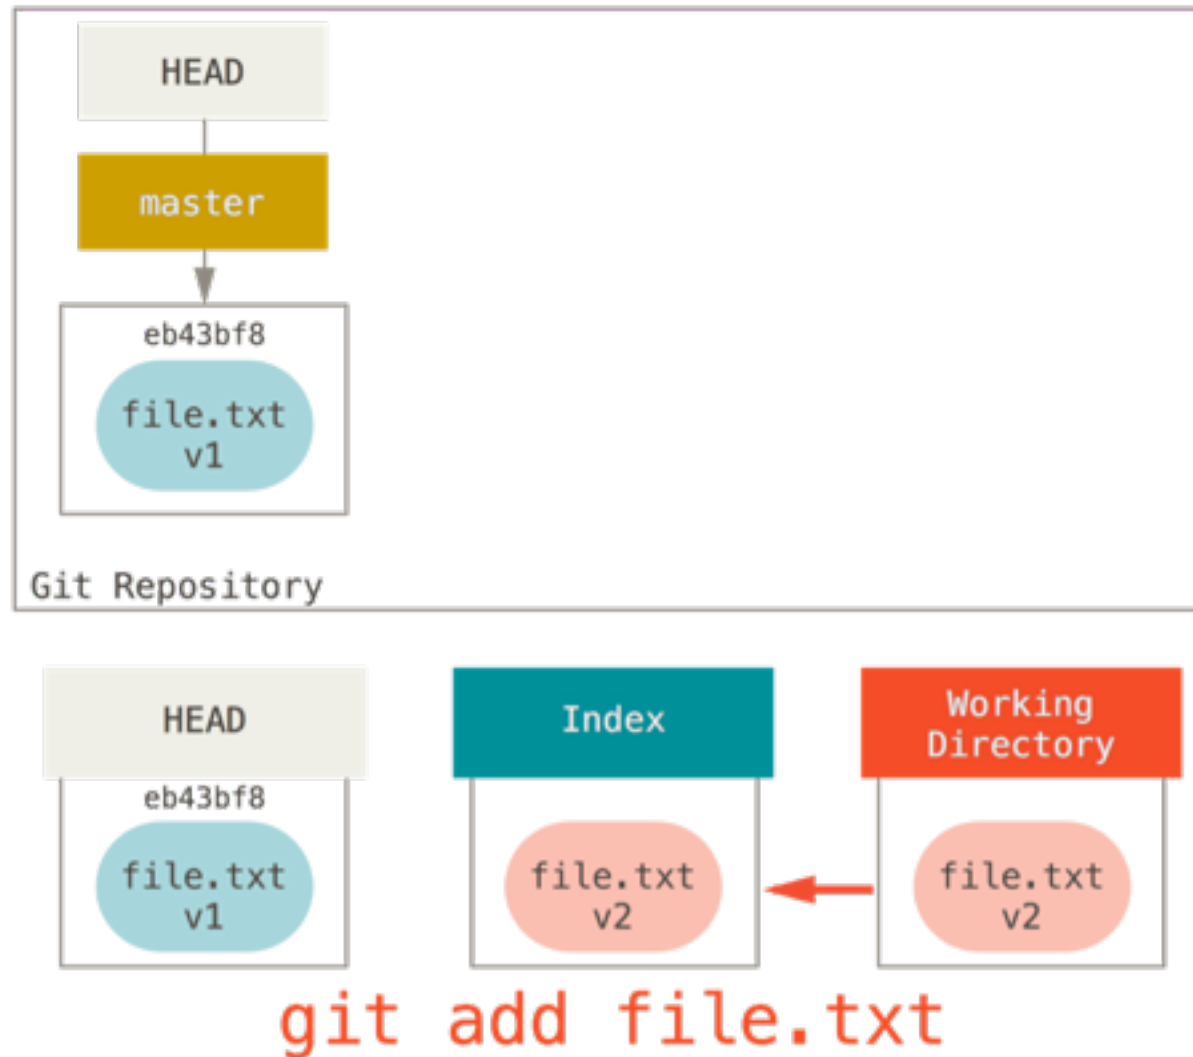 HEAD
master
eb43bf8
file.txt
v1
Git Repository
HEAD
eb43bf8
file.txt
v1
Index
file.txt
v2
Working
Directory
file.txt
v2
git add file.txt